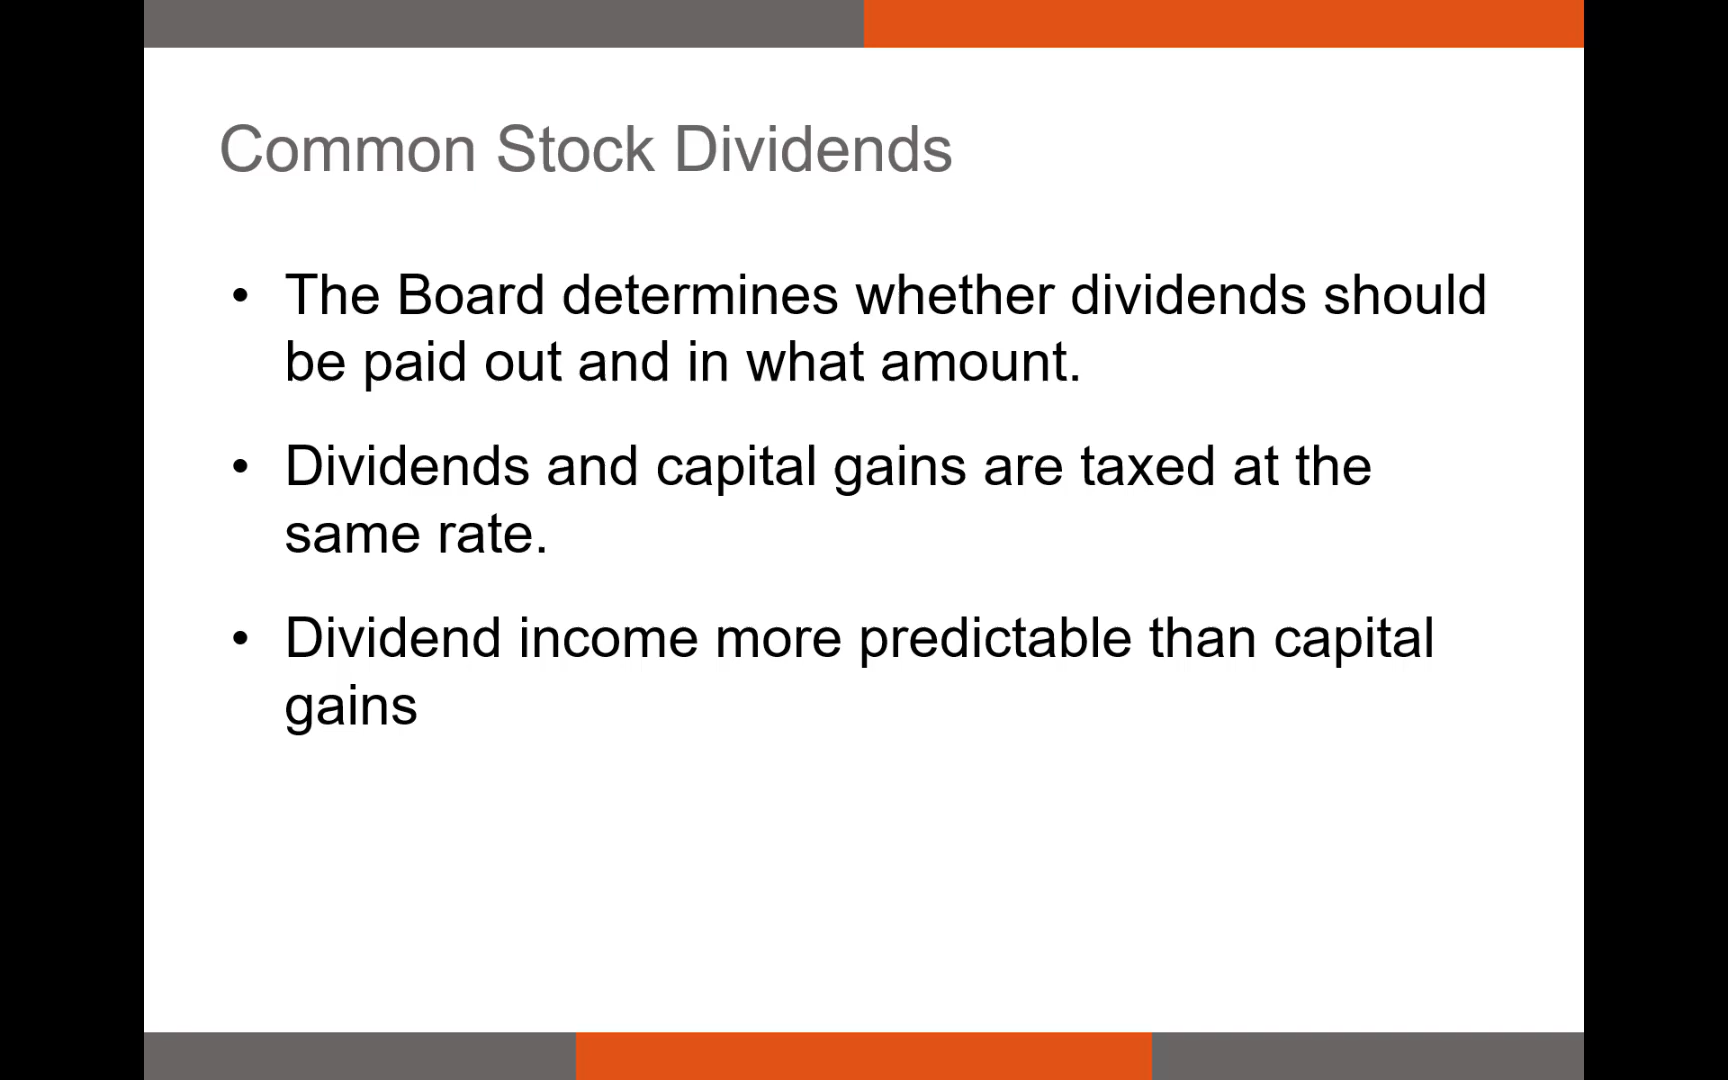 Common Stock Dividends
• The Board determines whether dividends should
be paid out and in what amount.
• Dividends and capital gains are taxed at the
same rate.
• Dividend income more predictable than capital
gains